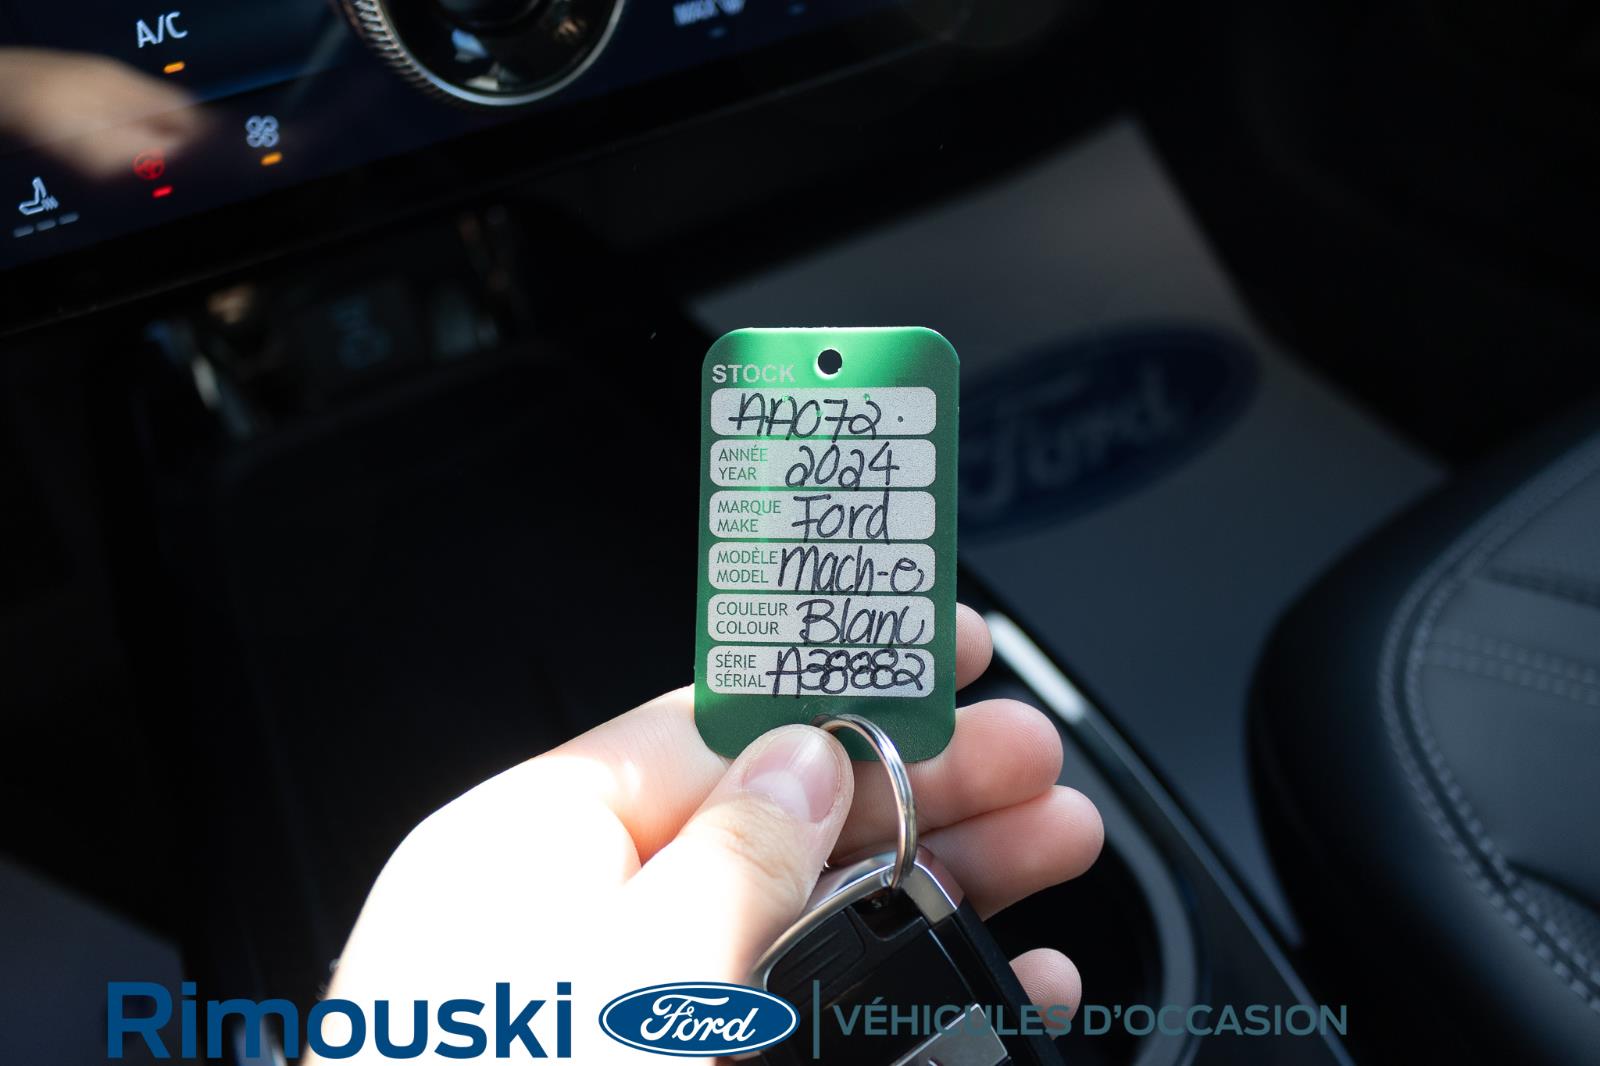 A/C
STOCK
AA072.
ANNÉE
YEAR 2024
MARQUE
MAKE Ford
MODÈLE
MODEL Mach-e
COULEUR
COLOUR Blanc
SÉRIE
SÉRIAL A38882
Ford
Rimouski Ford | VÉHICULES D'OCCASION